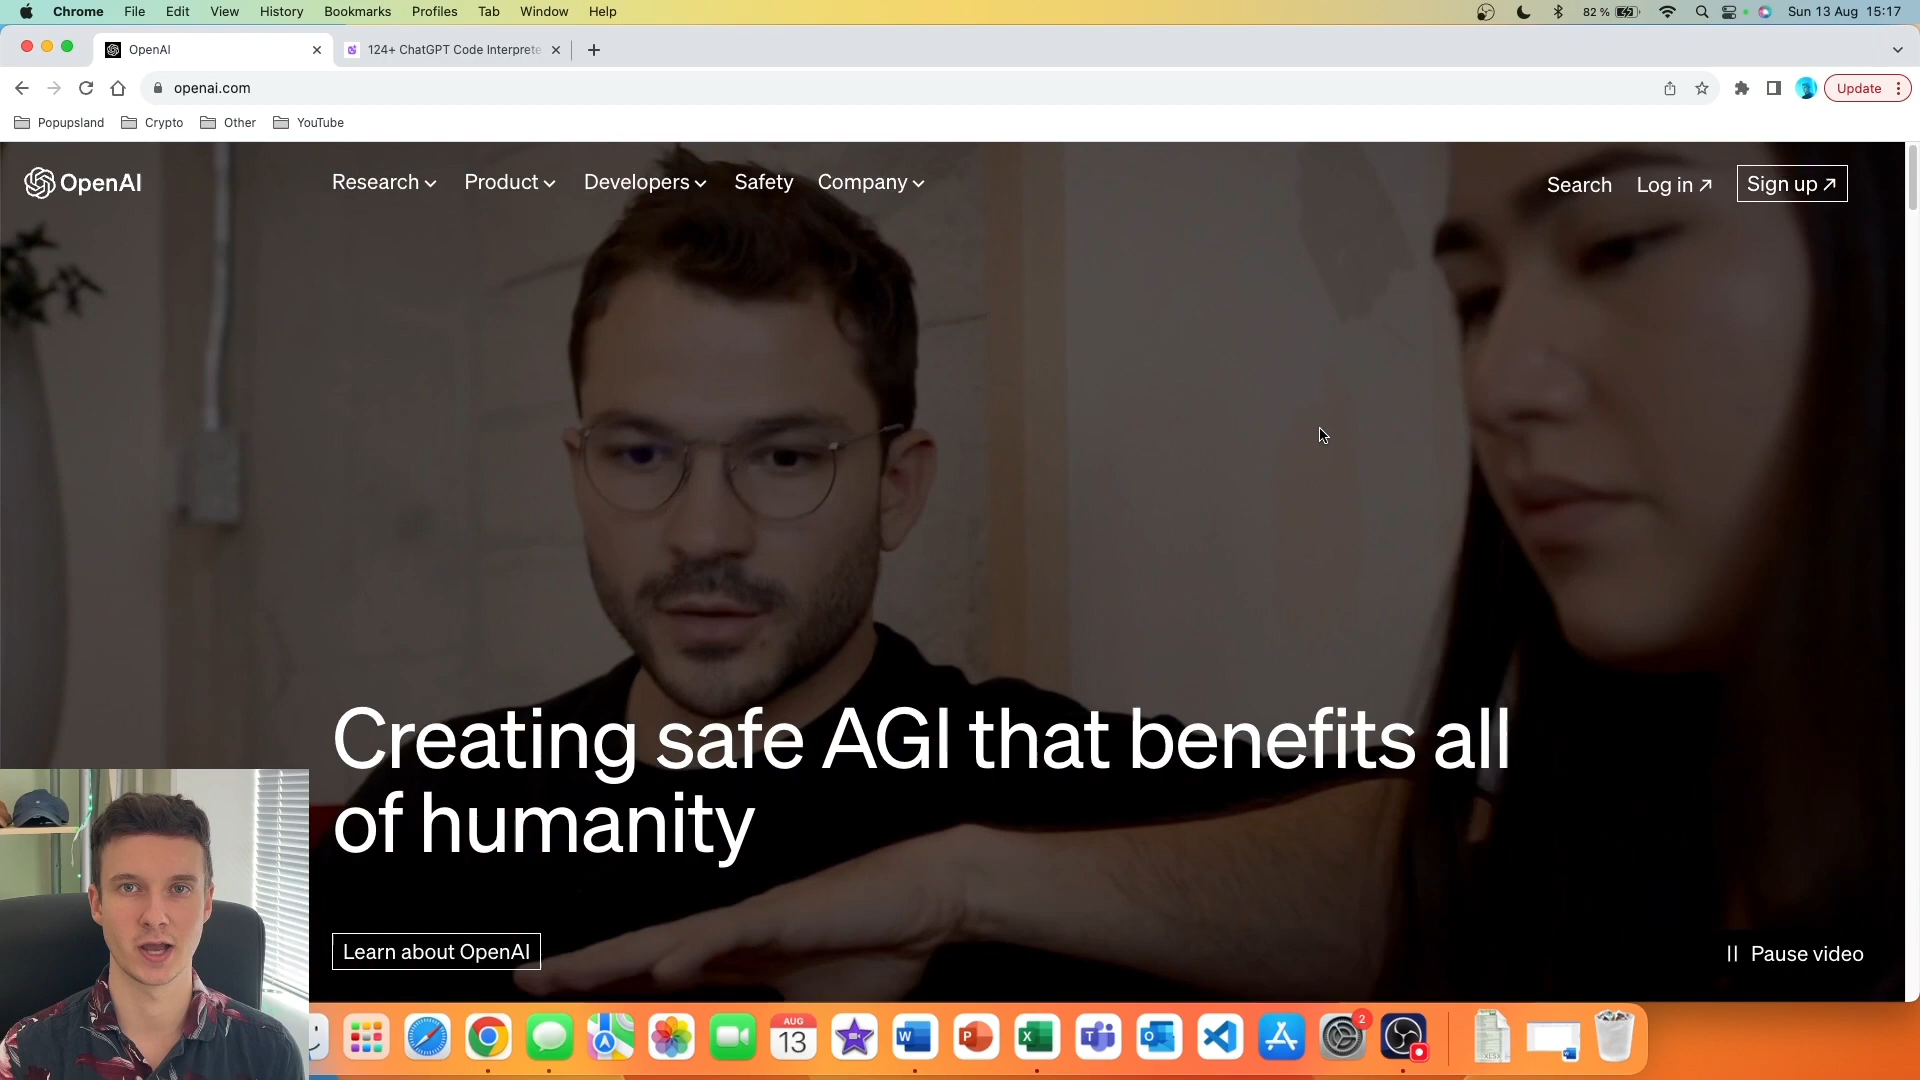 Chrome File Edit View History Bookmarks Profiles Tab Window Help
82 % Sun 13 Aug 15:17
OpenAI
124+ ChatGPT Code Interprete
openai.com
Update
Popupsland Crypto Other YouTube
OpenAI
Research Product Developers Safety Company
Search Log in Sign up
Creating safe AGI that benefits all
of humanity
Learn about OpenAI
Pause video
AUG
13
W
P
X
T
O
2
XLSX
W